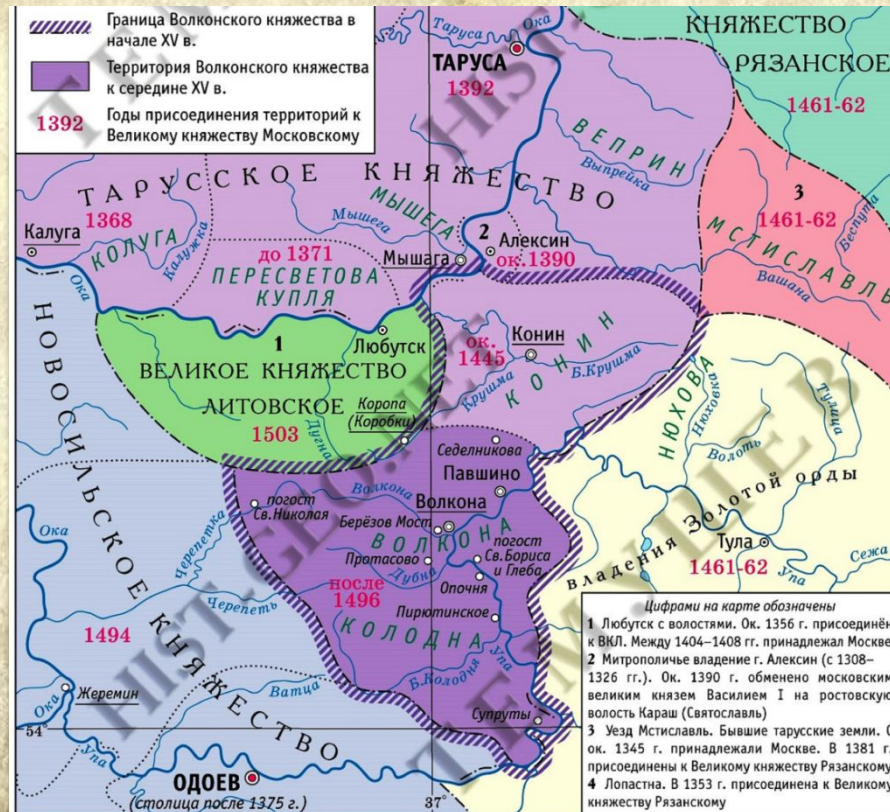 Граница Волконского княжества в
начале XV в.
Территория Волконского княжества
к середине XV в.
1392 Годы присоединения территорий к
Великому княжеству Московскому
Таруса
Ока
ТАРУСА
1392
КНЯЖЕСТВО
РЯЗАНСКОЕ
1461-62
ВЕПРИН
Выпрейка
ТАРУССКОЕ КНЯЖЕСТВО
3
1461-62
МСТИСЛАВЛЬ
Беспута
Вашана
Калуга
1368
КОЛУГА
Калужка
Мышега
МЫШЕГА
до 1371
ПЕРЕСВЕТОВА
КУПЛЯ
Мышага
2
Алексин
ок.1390
Ока
НОВОСИЛЬСКОЕ КНЯЖЕСТВО
1
Любутск
ВЕЛИКОЕ КНЯЖЕСТВО
ЛИТОВСКОЕ
1503
Дугна
Коропа
(Коробки)
ок.
1445
Конин
КОНИН
Крушма
Б.Крушма
НЮХОВА
Нюховка
Тулица
Волоть
владения Золотой орды
Тула
1461-62
Упа
Сежа
Седельникова
Павшино
Волкона
Волкона
погост
Св.Николая
Берёзов Мост
ВОЛКОНА
погост
Св.Бориса
и Глеба
Протасово
Дубна
Опочня
после
1496
Пирютинское
КОЛОДНА
Б.Колодня
Упа
Супруты
Ока
Черепетка
Черепеть
1494
Жеремин
Ока
Ватца
Упа
54
37°
ОДОЕВ
(столица после 1375 г.)
Цифрами на карте обозначены
1 Любутск с волостями. Ок. 1356 г. присоединён
к ВКЛ. Между 1404–1408 гг. принадлежал Москве
2 Митрополичье владение г. Алексин (с 1308–
1326 гг.). Ок. 1390 г. обменено московским
великим князем Василием I на ростовскую
волость Караш (Святославль)
3 Уезд Мстиславль. Бывшие тарусские земли. С
ок. 1345 г. принадлежали Москве. В 1381 г.
присоединены к Великому княжеству Рязанскому
4 Лопастна. В 1353 г. присоединена к Великому
княжеству Рязанскому
HIST-GEO.NET